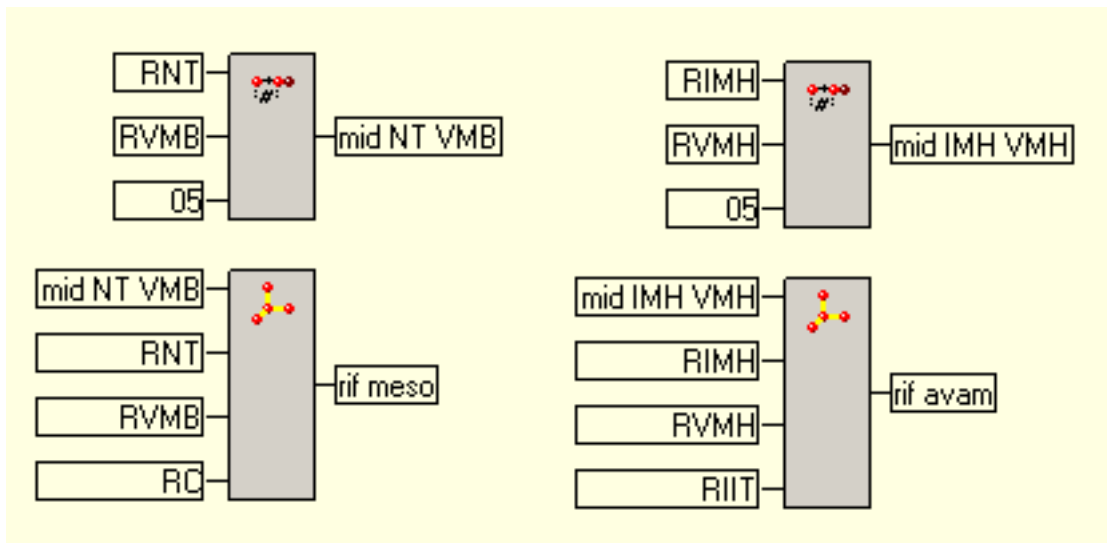 RNT
RVMB
05
mid NT VMB
RIMH
RVMH
05
mid IMH VMH
mid NT VMB
RNT
RVMB
RC
rif meso
mid IMH VMH
RIMH
RVMH
RIIT
rif avam